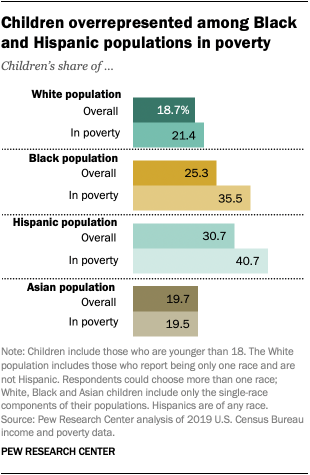 Children overrepresented among Black
and Hispanic populations in poverty
Children's share of ...
White population
Overall 18.7%
In poverty 21.4
Black population
Overall 25.3
In poverty 35.5
Hispanic population
Overall 30.7
In poverty 40.7
Asian population
Overall 19.7
In poverty 19.5
Note: Children include those who are younger than 18. The White
population includes those who report being only one race and are
not Hispanic. Respondents could choose more than one race;
White, Black and Asian children include only the single-race
components of their populations. Hispanics are of any race.
Source: Pew Research Center analysis of 2019 U.S. Census Bureau
income and poverty data.
PEW RESEARCH CENTER